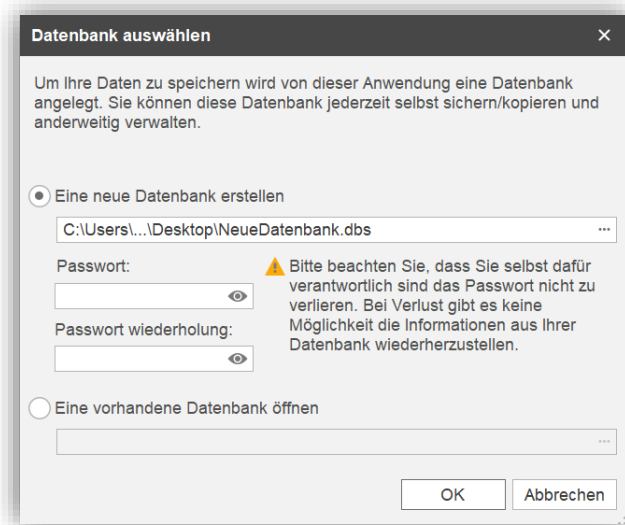 Datenbank auswählen
Um Ihre Daten zu speichern wird von dieser Anwendung eine Datenbank
angelegt. Sie können diese Datenbank jederzeit selbst sichern/kopieren und
anderweitig verwalten.
Eine neue Datenbank erstellen
C:\Users\...\Desktop\NeueDatenbank.dbs
...
Passwort:
Passwort wiederholung:
Bitte beachten Sie, dass Sie selbst dafür
verantwortlich sind das Passwort nicht zu
verlieren. Bei Verlust gibt es keine
Möglichkeit die Informationen aus Ihrer
Datenbank wiederherzustellen.
Eine vorhandene Datenbank öffnen
...
OK
Abbrechen